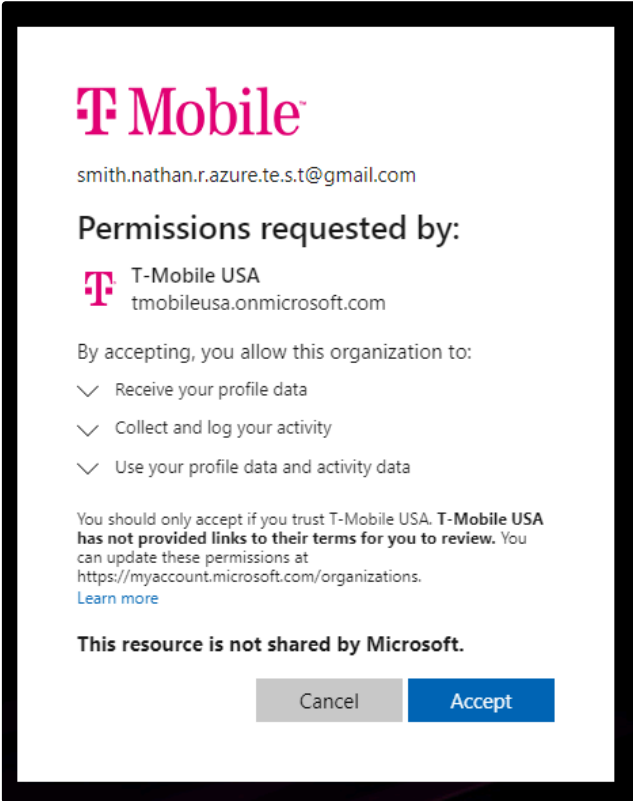 T Mobile™
smith.nathan.r.azure.te.s.t@gmail.com
Permissions requested by:
T
T-Mobile USA
tmobileusa.onmicrosoft.com
By accepting, you allow this organization to:
Receive your profile data
Collect and log your activity
Use your profile data and activity data
You should only accept if you trust T-Mobile USA. T-Mobile USA
has not provided links to their terms for you to review. You
can update these permissions at
https://myaccount.microsoft.com/organizations.
Learn more
This resource is not shared by Microsoft.
Cancel Accept